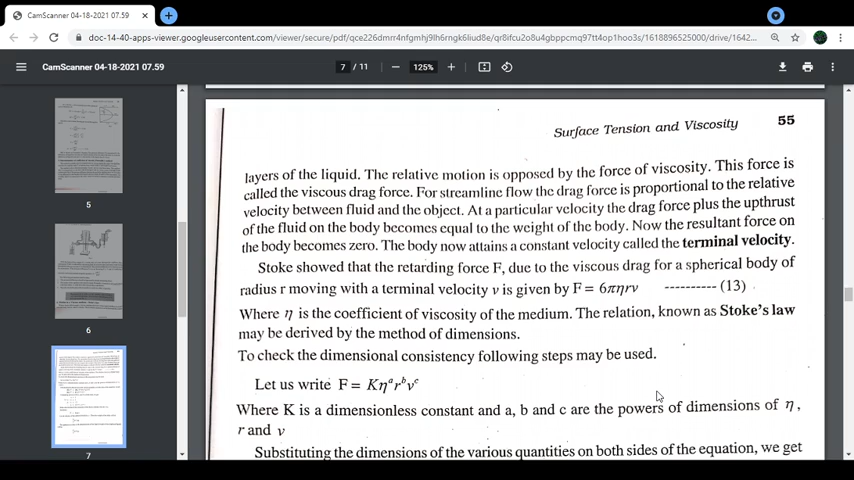 CamScanner 04-18-2021 07.59
doc-14-40-apps-viewer.googleusercontent.com/viewer/secure/pdf/qce226dmrr4nfgmhj9lh6rngk6liud8e/qr8ifcu2o8u4gbppcmq97tt4op1hoo3s/1618896525000/drive/1642...
CamScanner 04-18-2021 07.59
7 / 11
125%
5
6
7
Surface Tension and Viscosity 55
layers of the liquid. The relative motion is opposed by the force of viscosity. This force is
called the viscous drag force. For streamline flow the drag force is proportional to the relative
velocity between fluid and the object. At a particular velocity the drag force plus the upthrust
of the fluid on the body becomes equal to the weight of the body. Now the resultant force on
the body becomes zero. The body now attains a constant velocity called the terminal velocity.
Stoke showed that the retarding force F, due to the viscous drag for a spherical body of
radius r moving with a terminal velocity v is given by F = 6πηrv ---------- (13)
Where η is the coefficient of viscosity of the medium. The relation, known as Stoke's law
may be derived by the method of dimensions.
To check the dimensional consistency following steps may be used.
Let us write F = Kηᵃrᵇvᶜ
Where K is a dimensionless constant and a, b and c are the powers of dimensions of η ,
r and v
Substituting the dimensions of the various quantities on both sides of the equation, we get